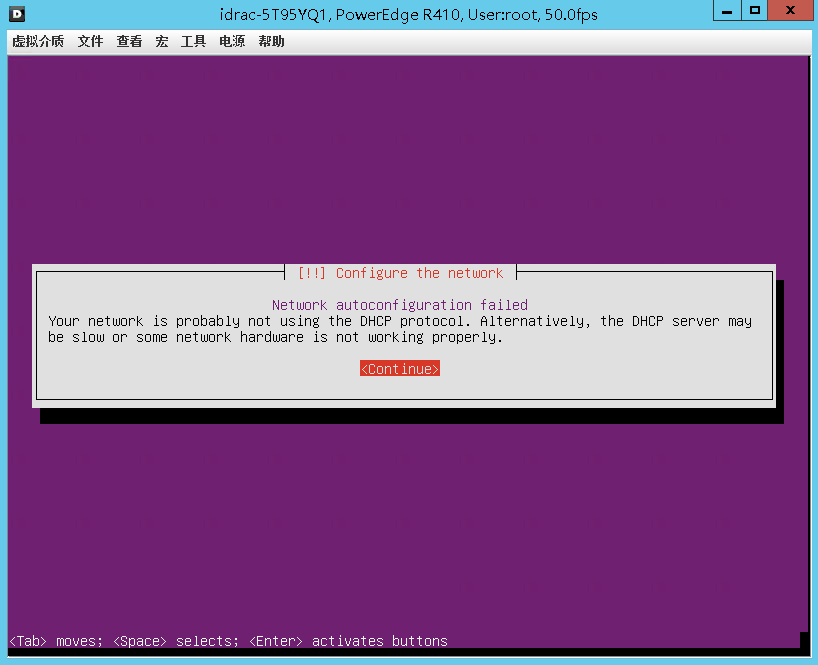 idrac-5T95YQ1, PowerEdge R410, User:root, 50.0fps
虚拟介质 文件 查看 宏 工具 电源 帮助
[!!] Configure the network
Network autoconfiguration failed
Your network is probably not using the DHCP protocol. Alternatively, the DHCP server may
be slow or some network hardware is not working properly.
<Continue>
<Tab> moves; <Space> selects; <Enter> activates buttons